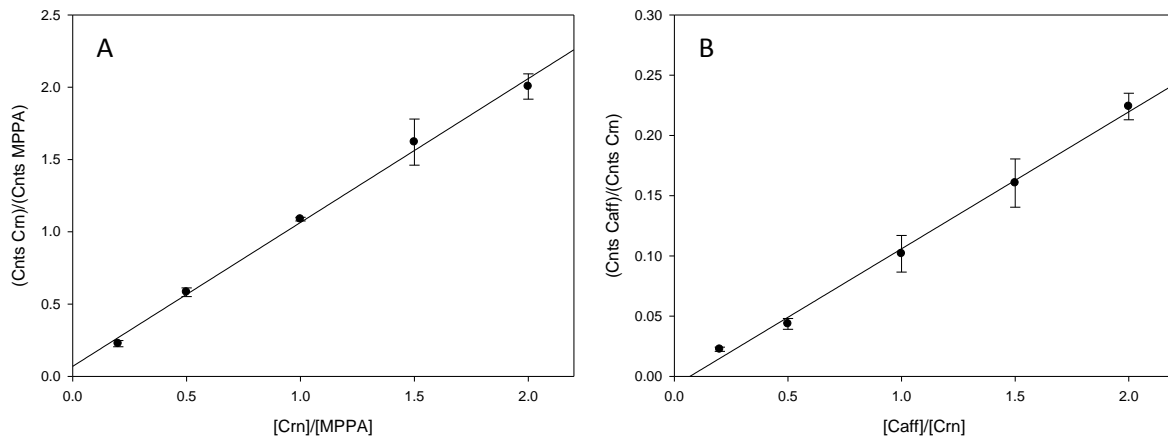 A
2.5
2.0
1.5
1.0
0.5
0.0
(Cnts Crn)/(Cnts MPPA)
0.0 0.5 1.0 1.5 2.0
[Crn]/[MPPA]
B
0.30
0.25
0.20
0.15
0.10
0.05
0.00
(Cnts Caff)/(Cnts Crn)
0.0 0.5 1.0 1.5 2.0
[Caff]/[Crn]